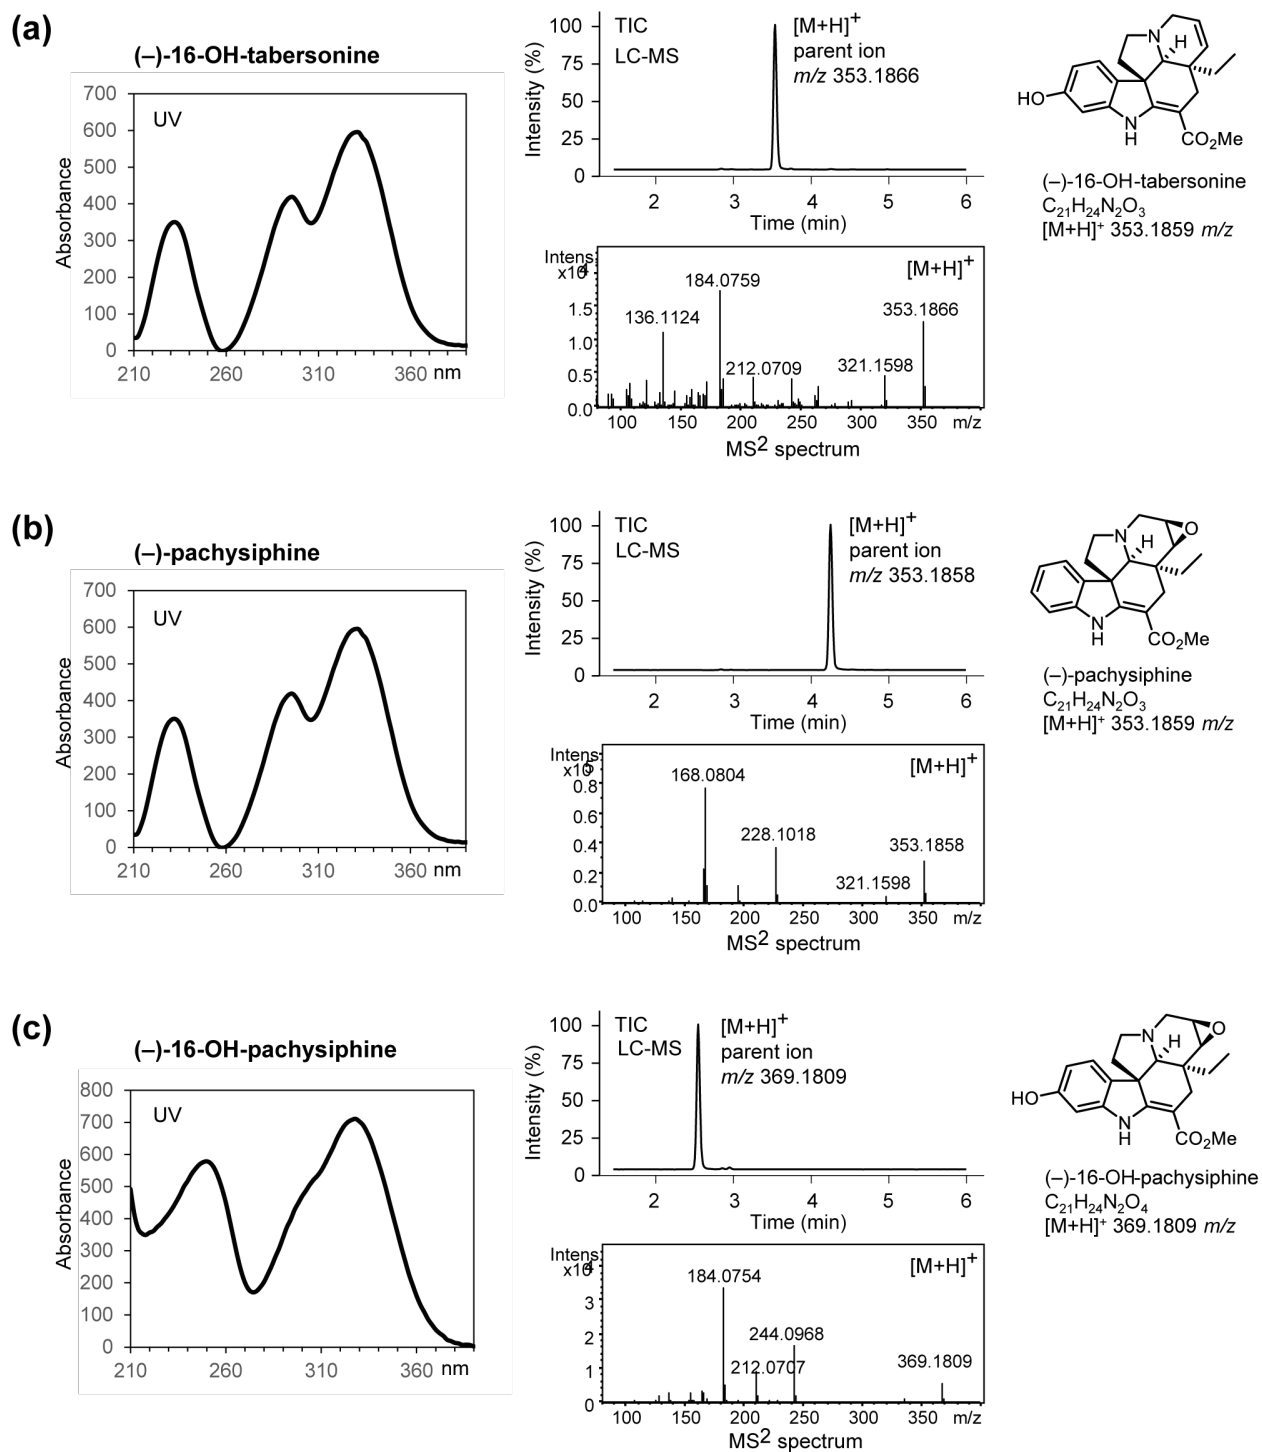 (a)
(–)-16-OH-tabersonine
UV
Absorbance
700
600
500
400
300
200
100
0
210 260 310 360 nm
TIC
LC-MS
[M+H]+
parent ion
m/z 353.1866
Intensity (%)
100
75
50
25
0
2 3 4 5 6
Time (min)
Intens.
x10^4
[M+H]+
184.0759
136.1124
353.1866
212.0709
321.1598
1.5
1.0
0.5
0.0
100 150 200 250 300 350 m/z
MS2 spectrum
N
H
HO
N
H
CO2Me
(–)-16-OH-tabersonine
C21H24N2O3
[M+H]+ 353.1859 m/z
(b)
(–)-pachysiphine
UV
Absorbance
700
600
500
400
300
200
100
0
210 260 310 360 nm
TIC
LC-MS
[M+H]+
parent ion
m/z 353.1858
Intensity (%)
100
75
50
25
0
2 3 4 5 6
Time (min)
Intens.
x10^5
[M+H]+
168.0804
228.1018
353.1858
321.1598
0.8
0.6
0.4
0.2
0.0
100 150 200 250 300 350 m/z
MS2 spectrum
O
N
H
N
H
CO2Me
(–)-pachysiphine
C21H24N2O3
[M+H]+ 353.1859 m/z
(c)
(–)-16-OH-pachysiphine
UV
Absorbance
800
700
600
500
400
300
200
100
0
210 260 310 360 nm
TIC
LC-MS
[M+H]+
parent ion
m/z 369.1809
Intensity (%)
100
75
50
25
0
2 3 4 5 6
Time (min)
Intens.
x10^4
[M+H]+
184.0754
244.0968
212.0707
369.1809
3
2
1
0
100 150 200 250 300 350 m/z
MS2 spectrum
O
N
H
HO
N
H
CO2Me
(–)-16-OH-pachysiphine
C21H24N2O4
[M+H]+ 369.1809 m/z